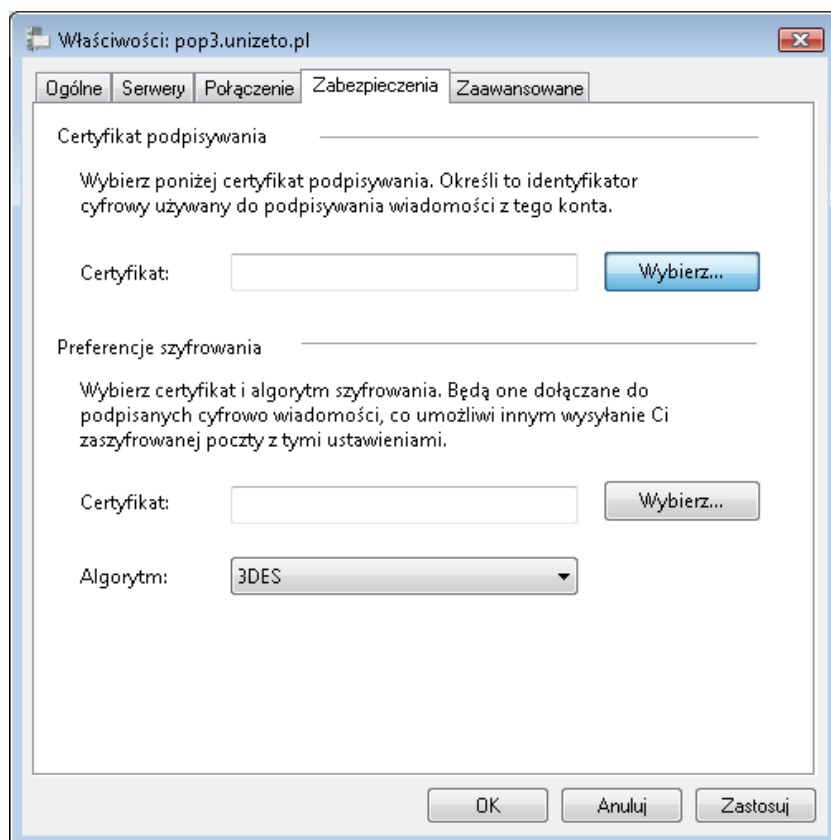 Właściwości: pop3.unizeto.pl
Ogólne Serwery Połączenie Zabezpieczenia Zaawansowane
Certyfikat podpisywania
Wybierz poniżej certyfikat podpisywania. Określi to identyfikator
cyfrowy używany do podpisywania wiadomości z tego konta.
Certyfikat: Wybierz...
Preferencje szyfrowania
Wybierz certyfikat i algorytm szyfrowania. Będą one dołączane do
podpisanych cyfrowo wiadomości, co umożliwi innym wysyłanie Ci
zaszyfrowanej poczty z tymi ustawieniami.
Certyfikat: Wybierz...
Algorytm: 3DES
OK Anuluj Zastosuj